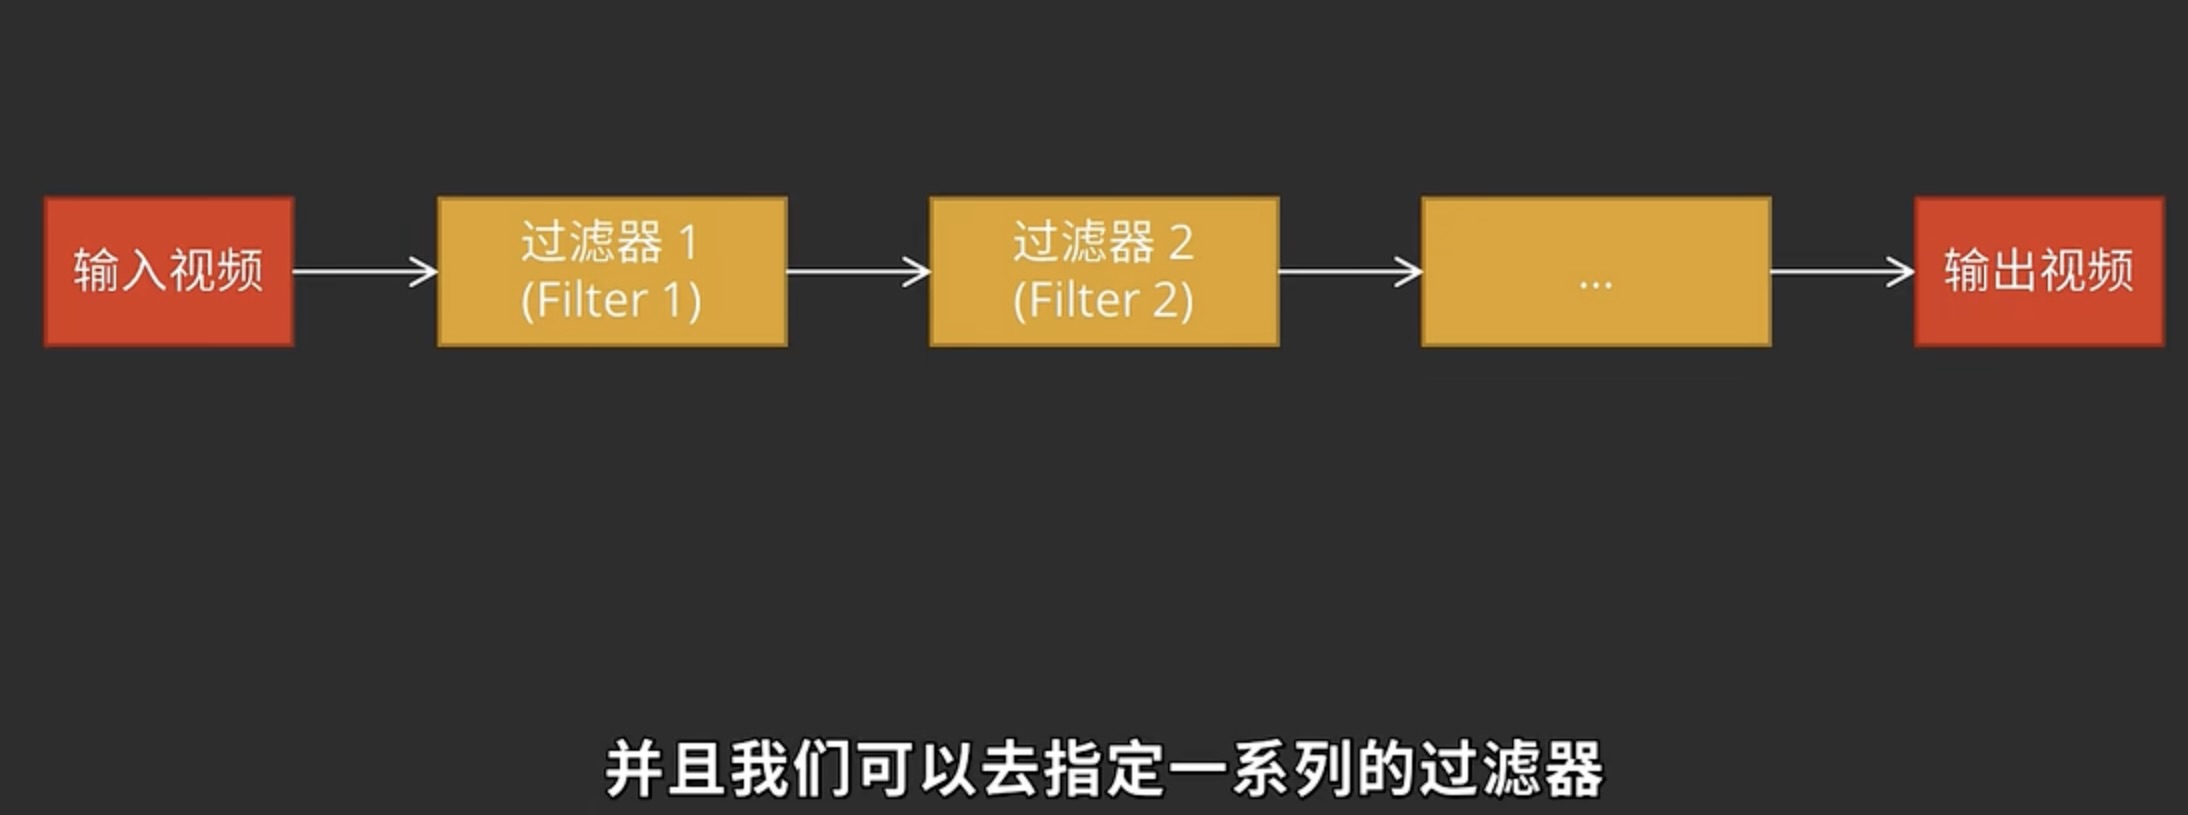 输入视频
过滤器 1
(Filter 1)
过滤器 2
(Filter 2)
...
输出视频
并且我们可以去指定一系列的过滤器